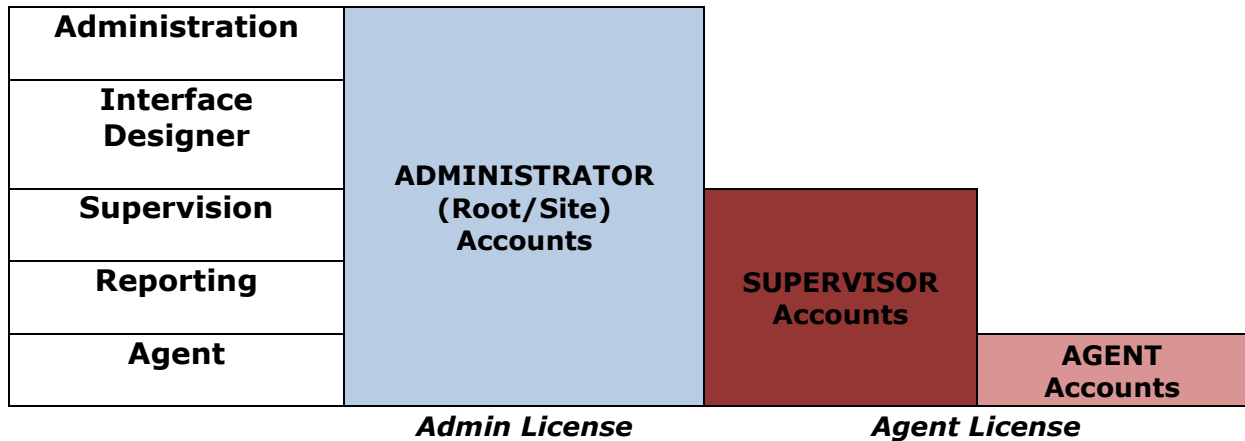 Administration
Interface
Designer
Supervision
Reporting
Agent
ADMINISTRATOR
(Root/Site)
Accounts
SUPERVISOR
Accounts
AGENT
Accounts
Admin License
Agent License